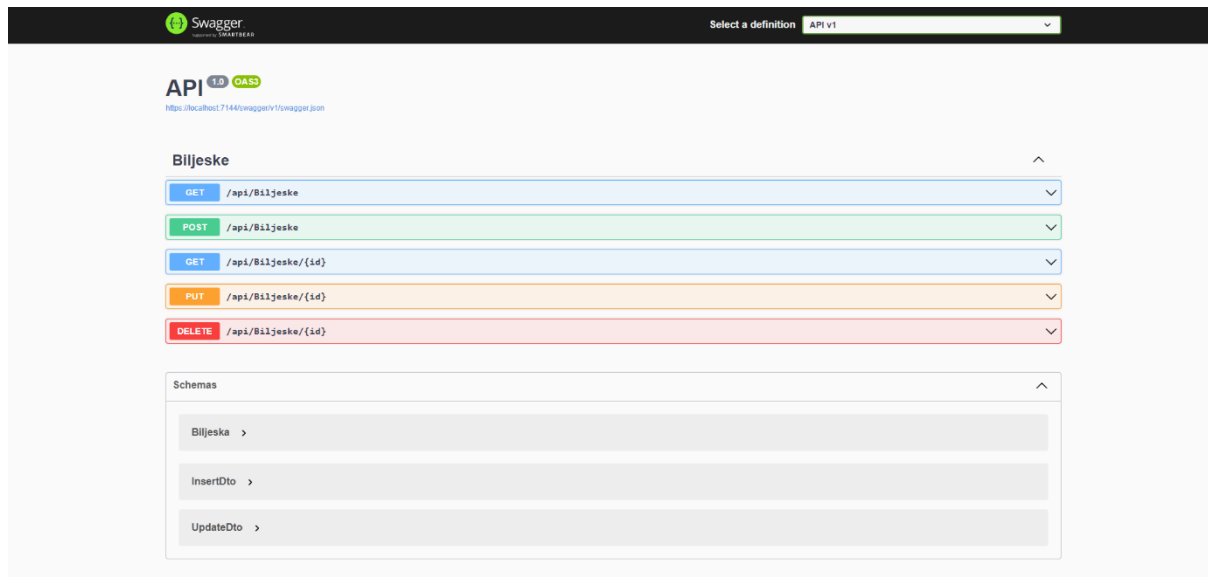 Swagger.
Supported by SMARTBEAR
Select a definition API v1
API 1.0 OAS3
https://localhost:7144/swagger/v1/swagger.json
Biljeske
GET /api/Biljeske
POST /api/Biljeske
GET /api/Biljeske/{id}
PUT /api/Biljeske/{id}
DELETE /api/Biljeske/{id}
Schemas
Biljeska
InsertDto
UpdateDto